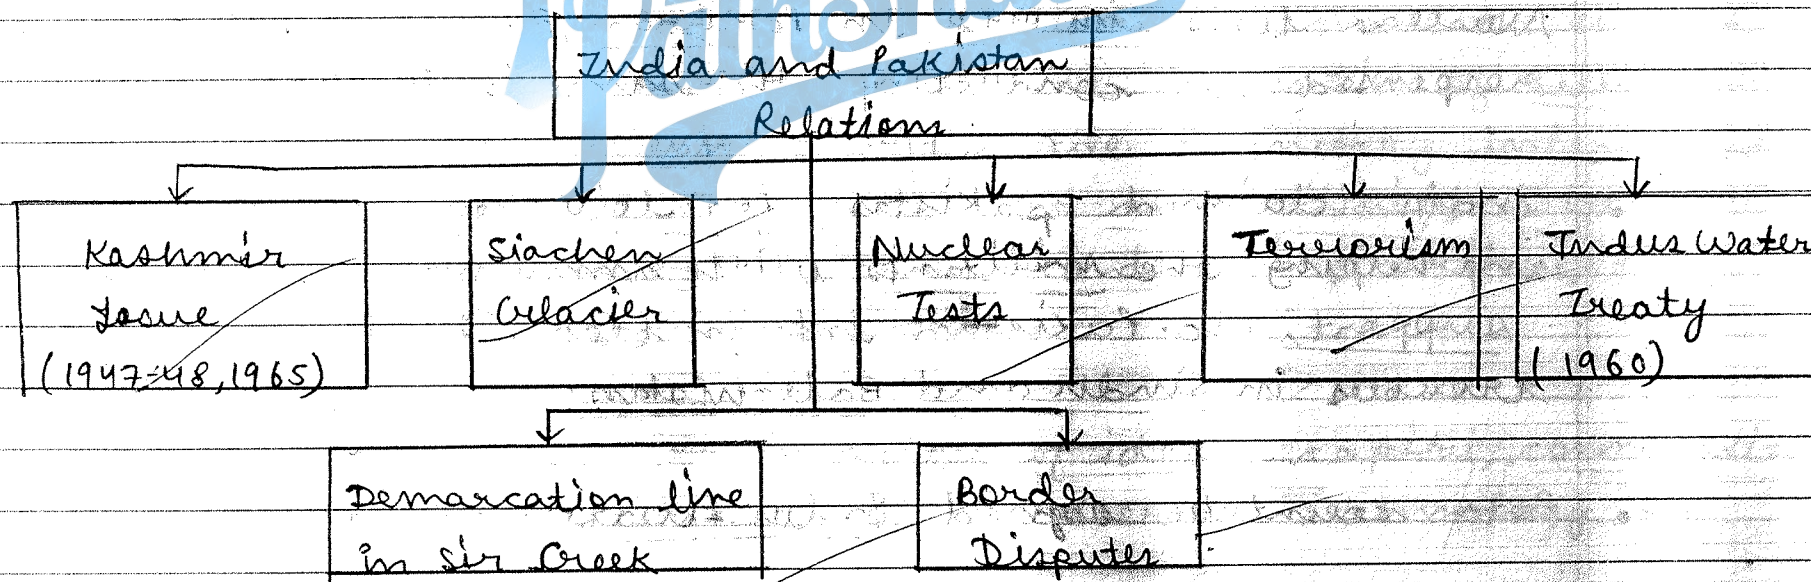 India and Pakistan
Relations
Kashmir
Issue
(1947-48, 1965)
Siachen
Glacier
Nuclear
Tests
Terrorism
Indus Water
Treaty
(1960)
Demarcation line
in Sir Creek
Border
Disputes